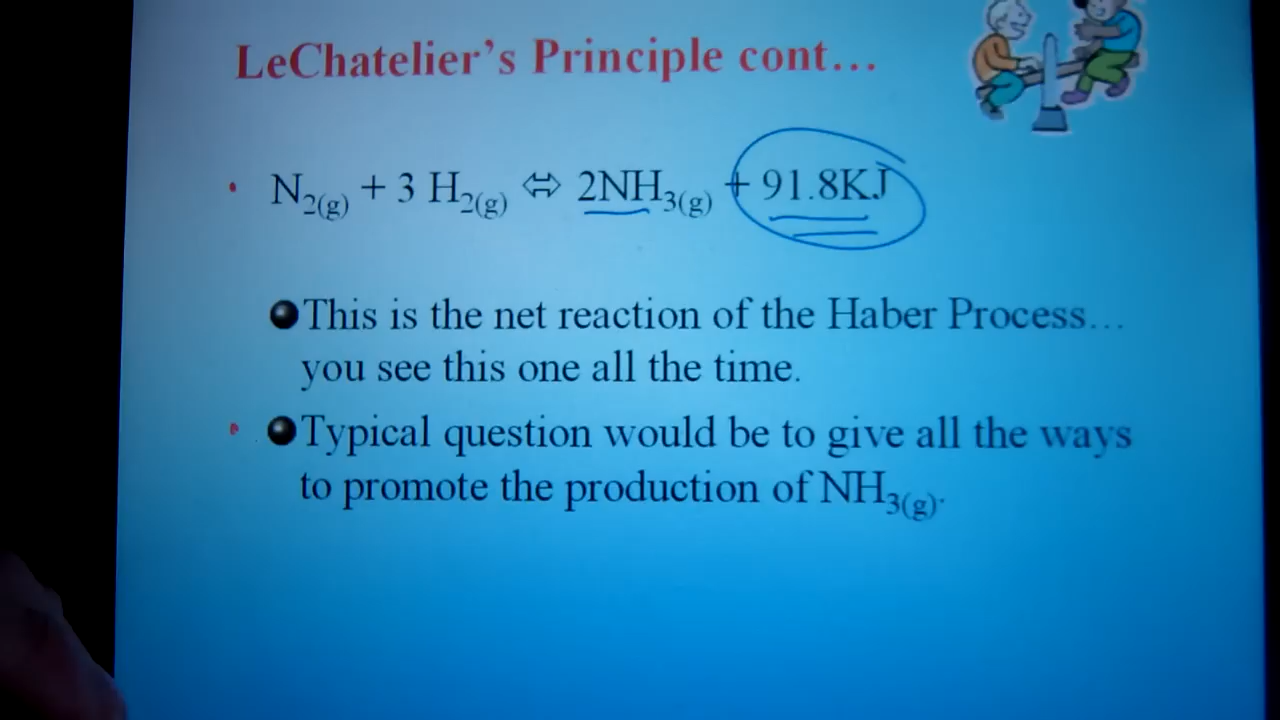 LeChatelier's Principle cont...
• N₂(g) + 3 H₂(g) ⇔ 2NH₃(g) + 91.8KJ
●This is the net reaction of the Haber Process...
you see this one all the time.
• ●Typical question would be to give all the ways
to promote the production of NH₃(g).